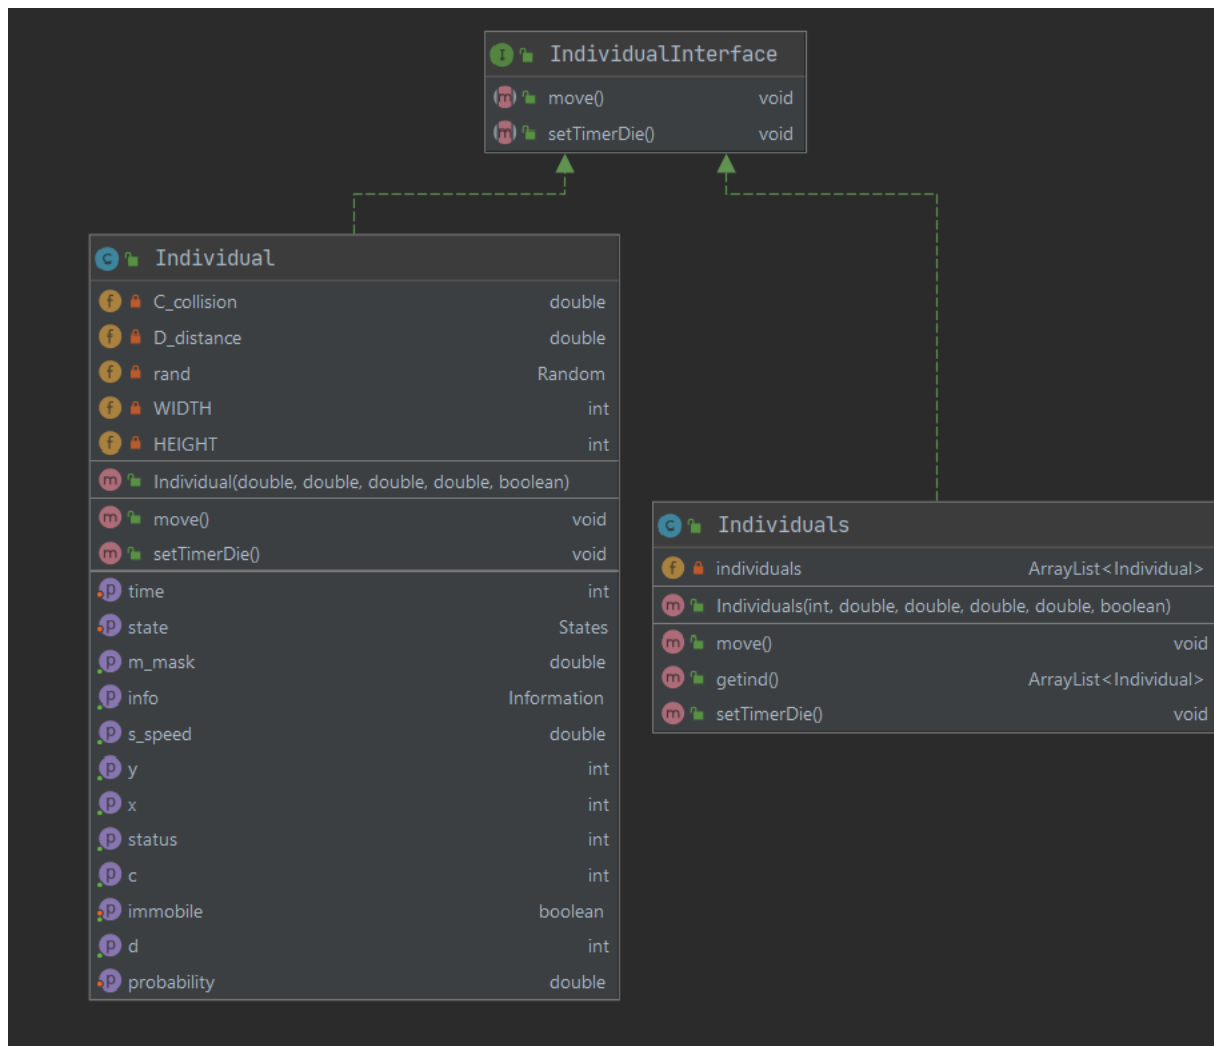 IndividualInterface
move() void
setTimerDie() void
Individual
C_collision double
D_distance double
rand Random
WIDTH int
HEIGHT int
Individual(double, double, double, double, boolean)
move() void
setTimerDie() void
time int
state States
m_mask double
info Information
s_speed double
y int
x int
status int
c int
immobile boolean
d int
probability double
Individuals
individuals ArrayList<Individual>
Individuals(int, double, double, double, double, boolean)
move() void
getind() ArrayList<Individual>
setTimerDie() void